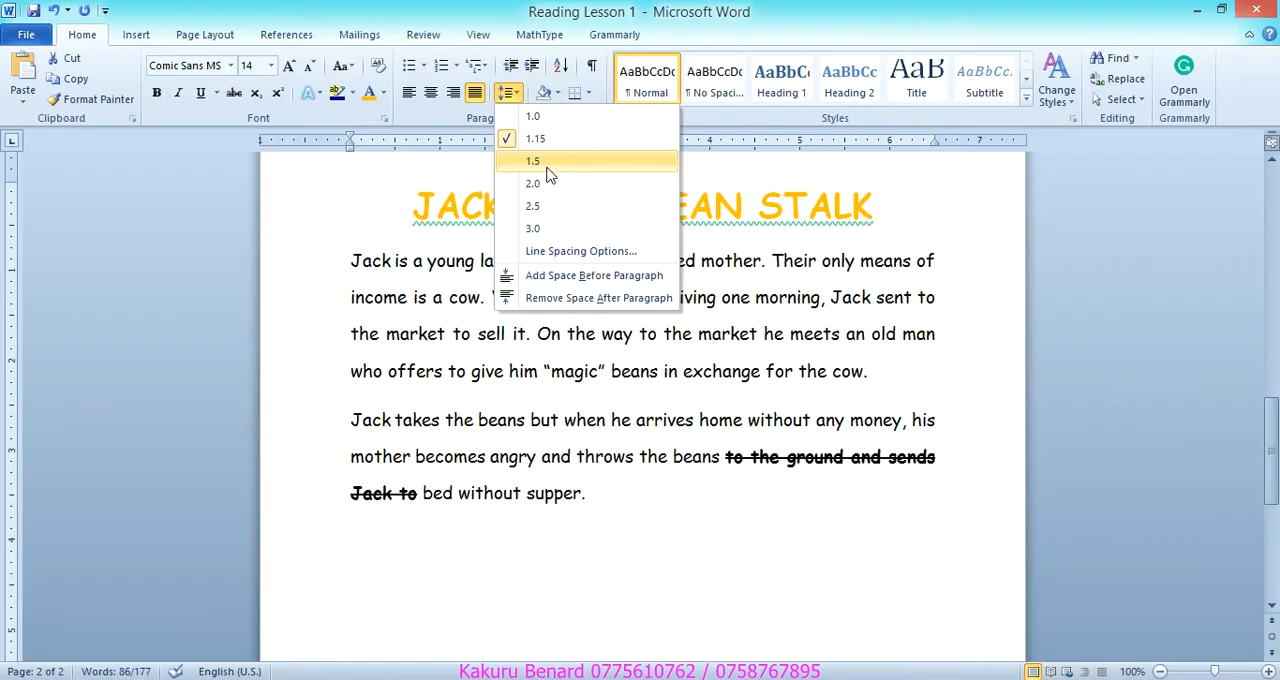 Reading Lesson 1 - Microsoft Word
File Home Insert Page Layout References Mailings Review View MathType Grammarly
Paste
Cut
Copy
Format Painter
Clipboard
Comic Sans MS 14
Font
Parag
AaBbCcDc AaBbCcDc AaBbC AaBbCc AaB AaBbCc.
¶ Normal ¶ No Spaci... Heading 1 Heading 2 Title Subtitle
Change Styles
Styles
Find
Replace
Select
Editing
Open Grammarly
Grammarly
1.0
1.15
1.5
2.0
2.5
3.0
Line Spacing Options...
Add Space Before Paragraph
Remove Space After Paragraph
JACK EAN STALK
Jack is a young la ed mother. Their only means of
income is a cow. iving one morning, Jack sent to
the market to sell it. On the way to the market he meets an old man
who offers to give him “magic” beans in exchange for the cow.
Jack takes the beans but when he arrives home without any money, his
mother becomes angry and throws the beans to the ground and sends
Jack to bed without supper.
Page: 2 of 2 Words: 86/177 English (U.S.) 100%
Kakuru Benard 0775610762 / 0758767895